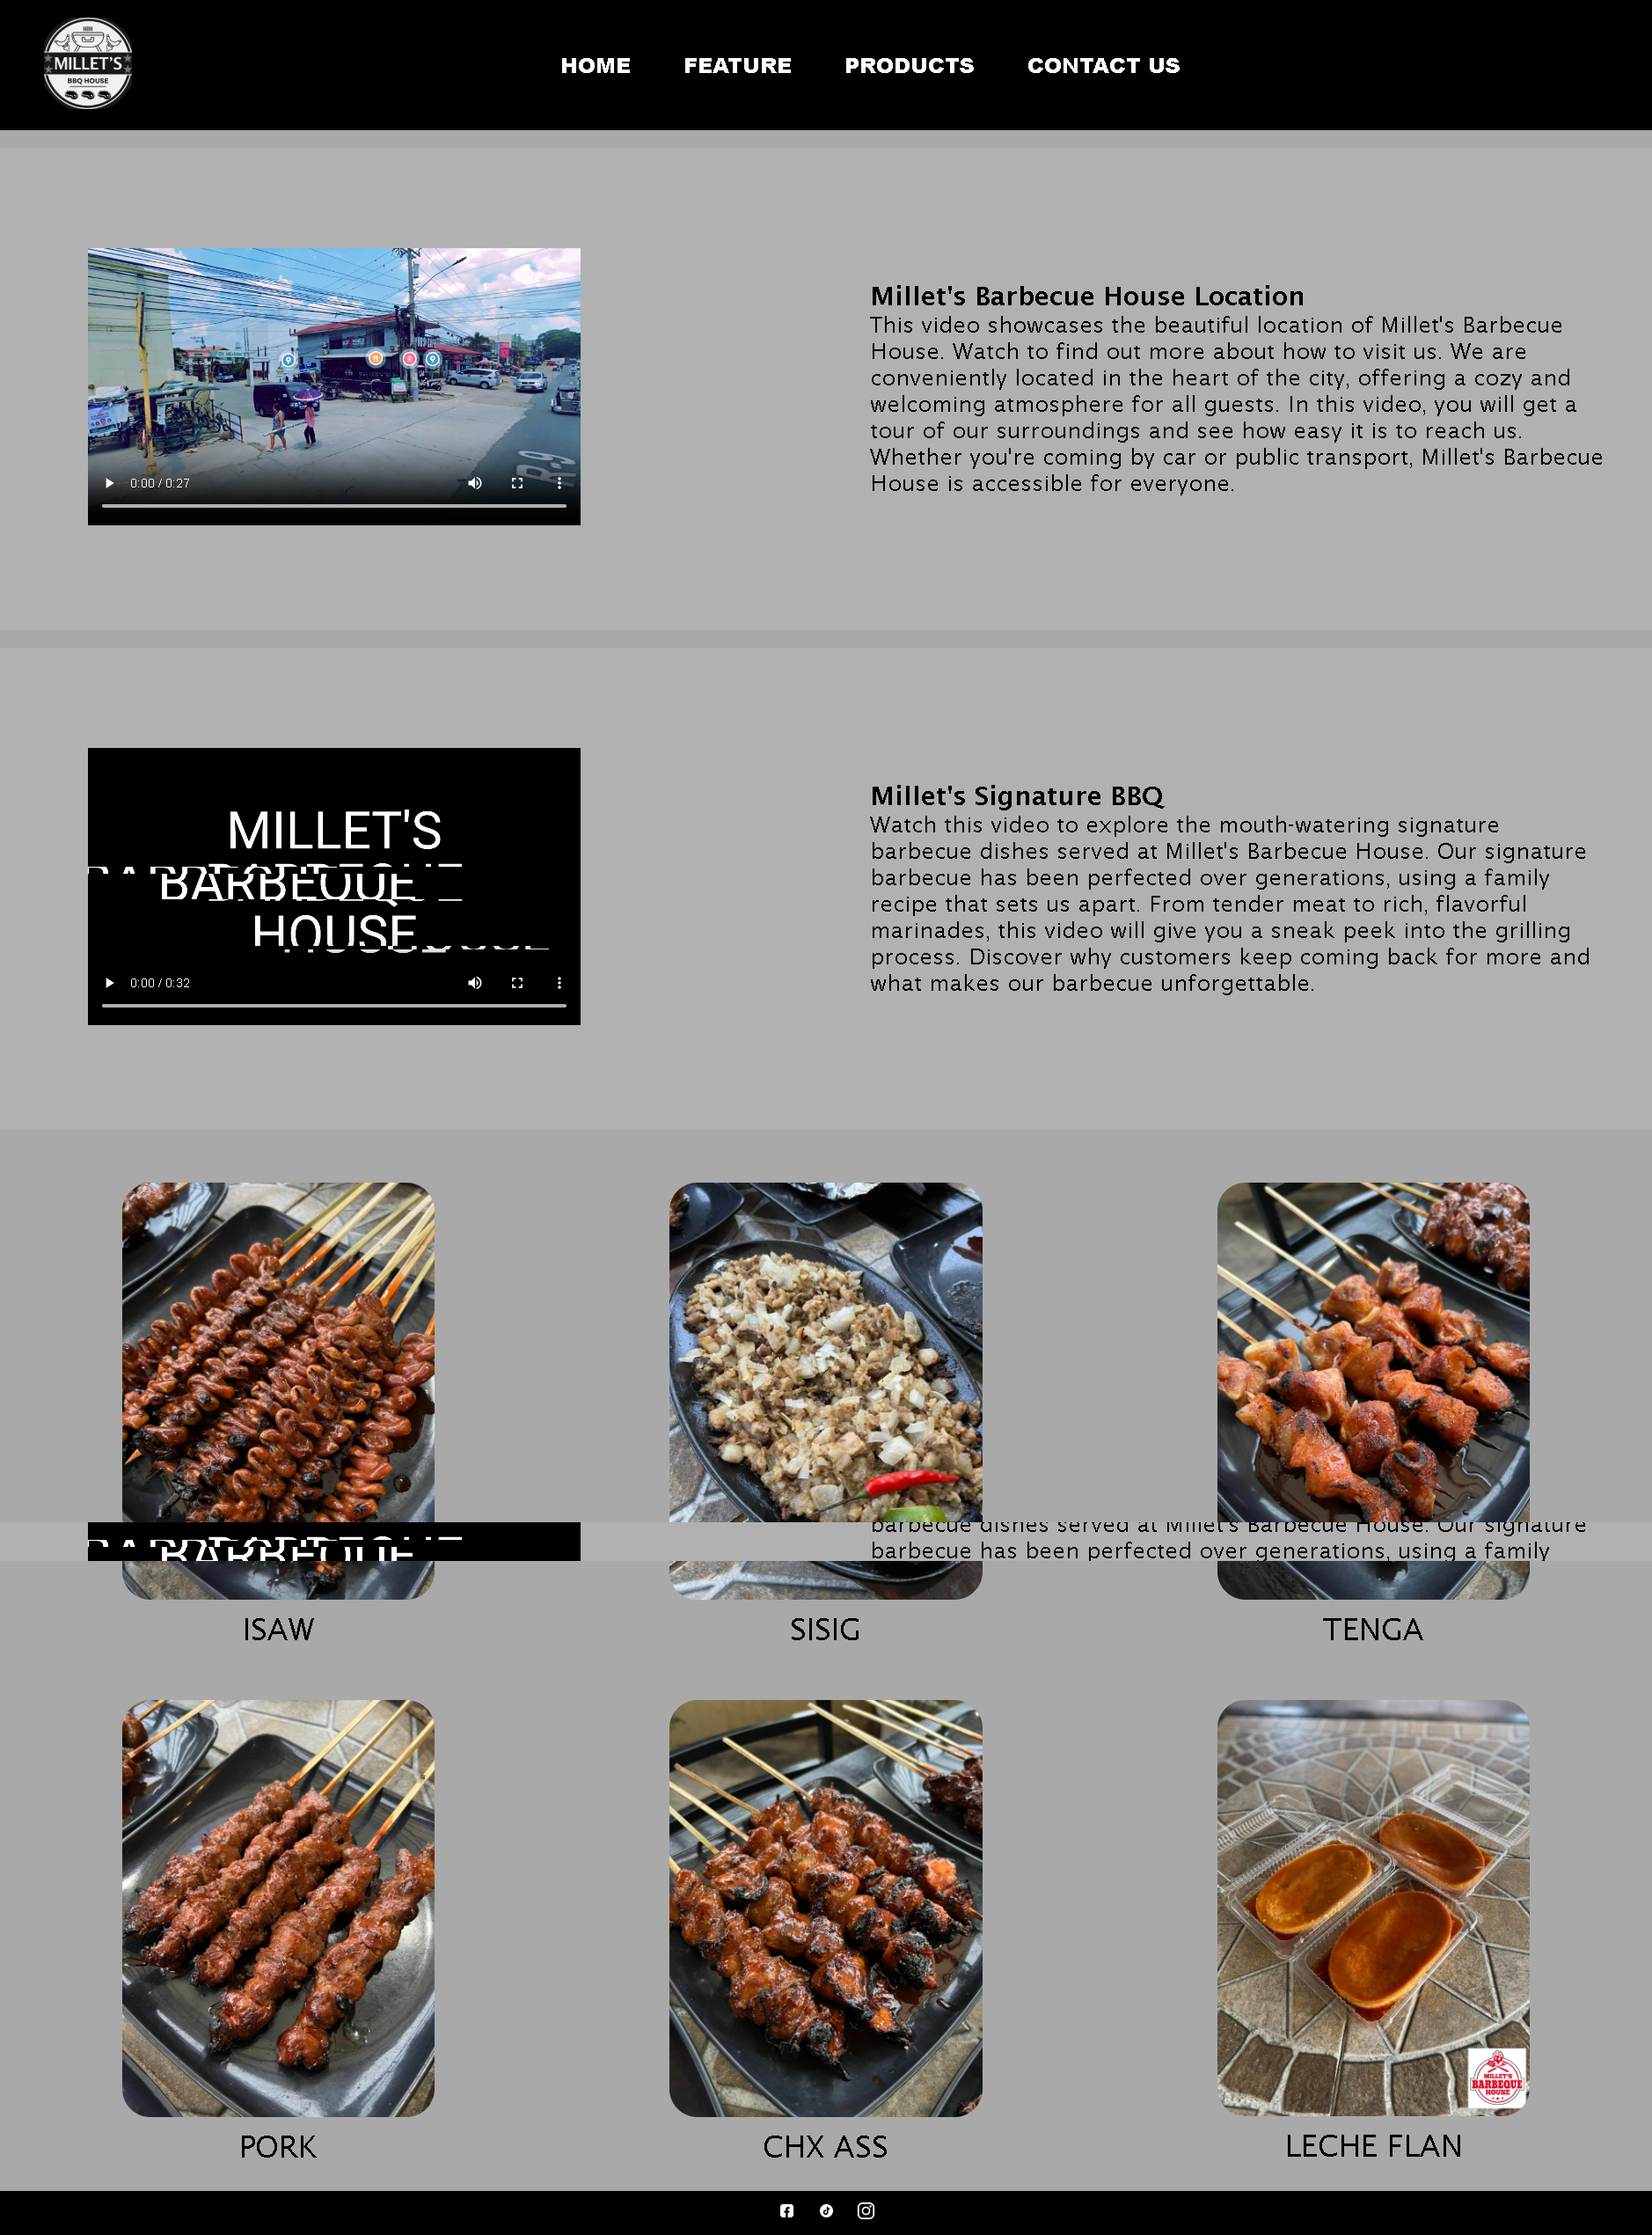 MILLET'S
BBQ HOUSE
HOME FEATURE PRODUCTS CONTACT US
Millet's Barbecue House Location
This video showcases the beautiful location of Millet's Barbecue
House. Watch to find out more about how to visit us. We are
conveniently located in the heart of the city, offering a cozy and
welcoming atmosphere for all guests. In this video, you will get a
tour of our surroundings and see how easy it is to reach us.
Whether you're coming by car or public transport, Millet's Barbecue
House is accessible for everyone.
0:00 / 0:27
MILLET'S
BARBEQUE
HOUSE
0:00 / 0:32
Millet's Signature BBQ
Watch this video to explore the mouth-watering signature
barbecue dishes served at Millet's Barbecue House. Our signature
barbecue has been perfected over generations, using a family
recipe that sets us apart. From tender meat to rich, flavorful
marinades, this video will give you a sneak peek into the grilling
process. Discover why customers keep coming back for more and
what makes our barbecue unforgettable.
barbecue dishes served at Millet's Barbecue House. Our signature
BARBEQUE
barbecue has been perfected over generations, using a family
ISAW SISIG TENGA
MILLET'S
BARBEQUE
HOUSE
PORK CHX ASS LECHE FLAN